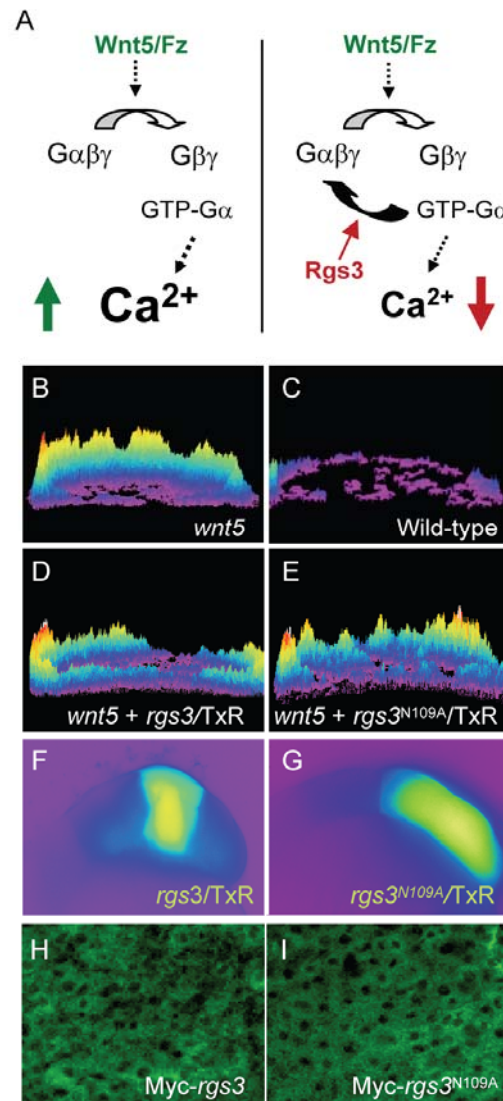 A
Wnt5/Fz
Gαβγ Gβγ
GTP-Gα
Ca²⁺
Wnt5/Fz
Gαβγ Gβγ
GTP-Gα
Rgs3
Ca²⁺
B
wnt5
C
Wild-type
D
wnt5 + rgs3/TxR
E
wnt5 + rgs3ᴺ¹⁰⁹ᴬ/TxR
F
rgs3/TxR
G
rgs3ᴺ¹⁰⁹ᴬ/TxR
H
Myc-rgs3
I
Myc-rgs3ᴺ¹⁰⁹ᴬ